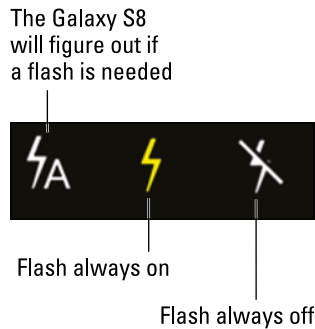 The Galaxy S8
will figure out if
a flash is needed
A
Flash always on
Flash always off